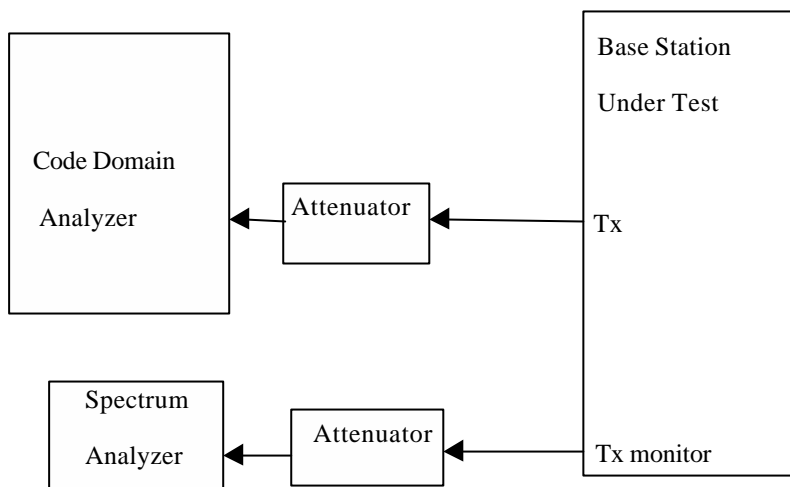 Base Station
Under Test
Code Domain
Analyzer
Attenuator
Tx
Spectrum
Analyzer
Attenuator
Tx monitor